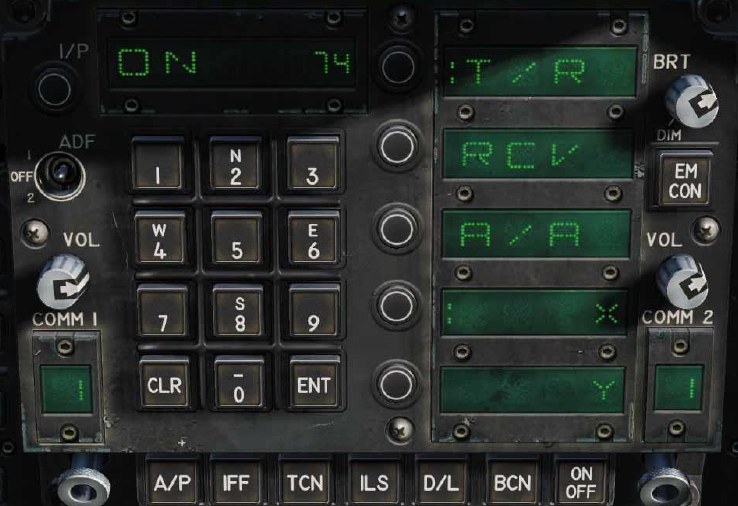 I/P
ON 74
:T/R
BRT
DIM
ADF
1
OFF
2
1
N
2
3
RCV
EM
CON
W
4
5
E
6
A/A
VOL
VOL
7
S
8
9
: X
COMM 1
COMM 2
CLR
–
0
ENT
Y
1
1
A/P
IFF
TCN
ILS
D/L
BCN
ON
OFF